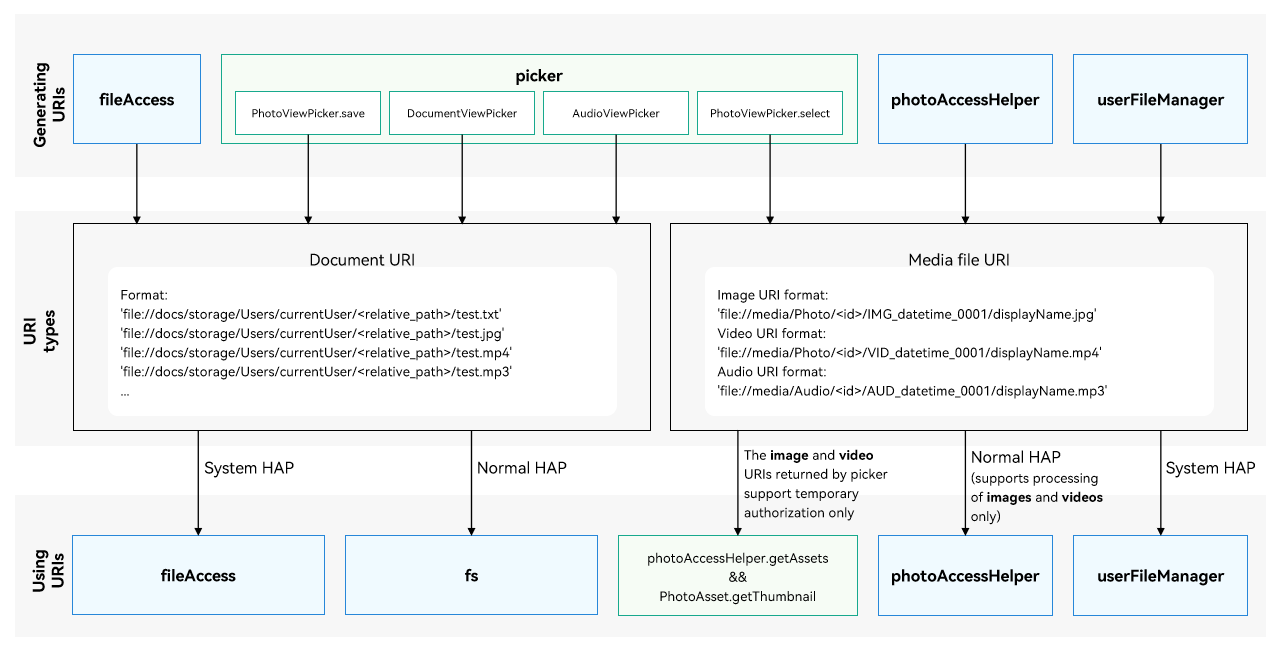 Generating
URIs
fileAccess
picker
PhotoViewPicker.save
DocumentViewPicker
AudioViewPicker
PhotoViewPicker.select
photoAccessHelper
userFileManager
URI
types
Document URI
Format:
'file://docs/storage/Users/currentUser/<relative_path>/test.txt'
'file://docs/storage/Users/currentUser/<relative_path>/test.jpg'
'file://docs/storage/Users/currentUser/<relative_path>/test.mp4'
'file://docs/storage/Users/currentUser/<relative_path>/test.mp3'
...
Media file URI
Image URI format:
'file://media/Photo/<id>/IMG_datetime_0001/displayName.jpg'
Video URI format:
'file://media/Photo/<id>/VID_datetime_0001/displayName.mp4'
Audio URI format:
'file://media/Audio/<id>/AUD_datetime_0001/displayName.mp3'
System HAP
Normal HAP
The image and video
URIs returned by picker
support temporary
authorization only
Normal HAP
(supports processing
of images and videos
only)
System HAP
Using
URIs
fileAccess
fs
photoAccessHelper.getAssets
&&
PhotoAsset.getThumbnail
photoAccessHelper
userFileManager